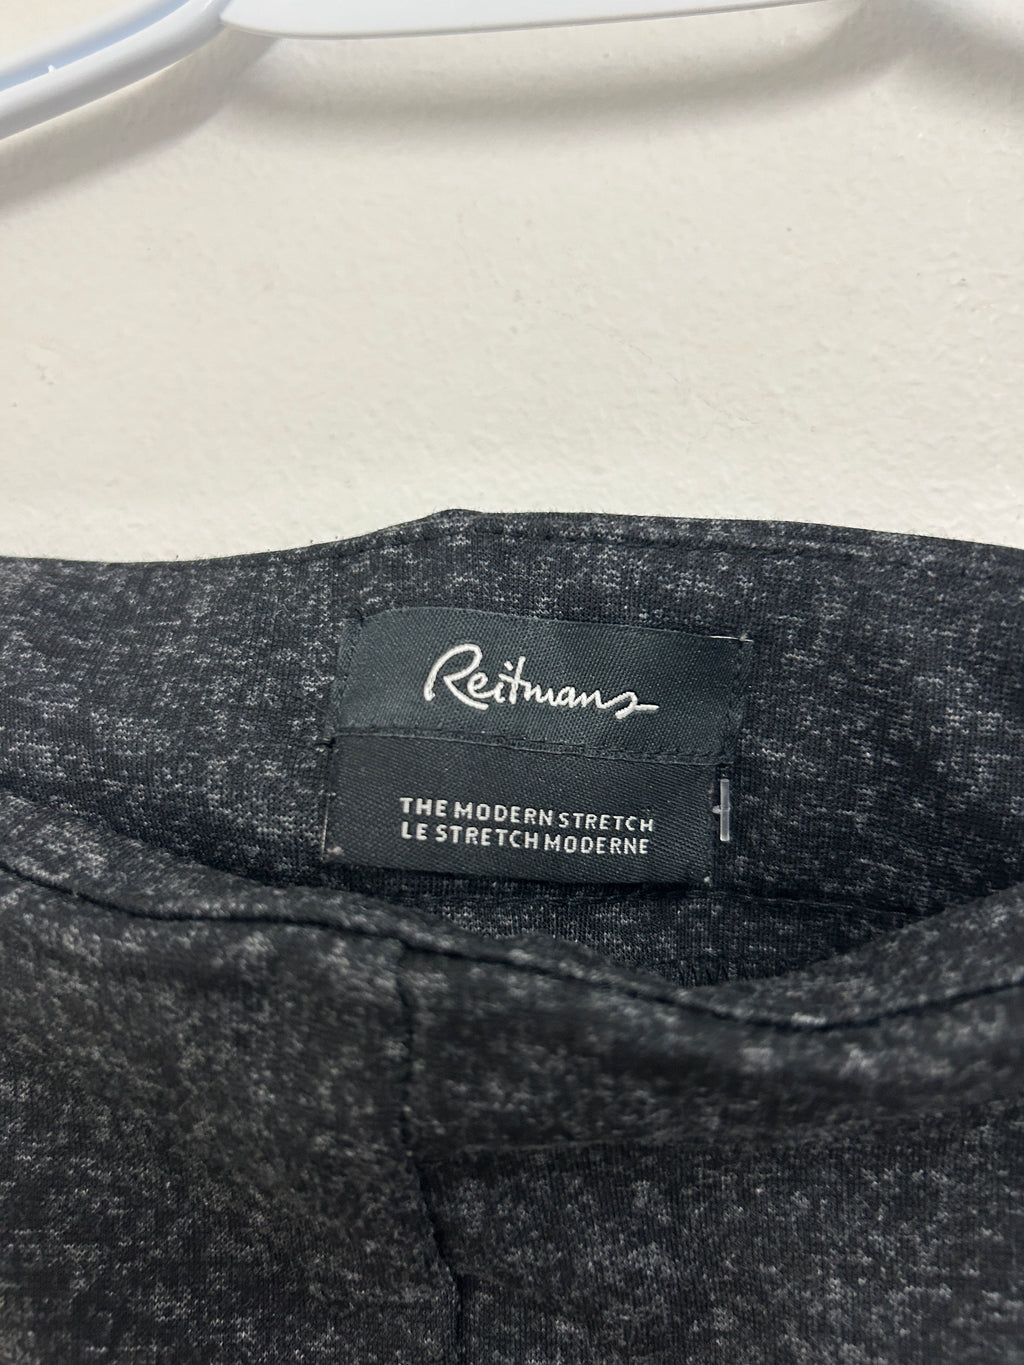 Reitmans
THE MODERN STRETCH
LE STRETCH MODERNE